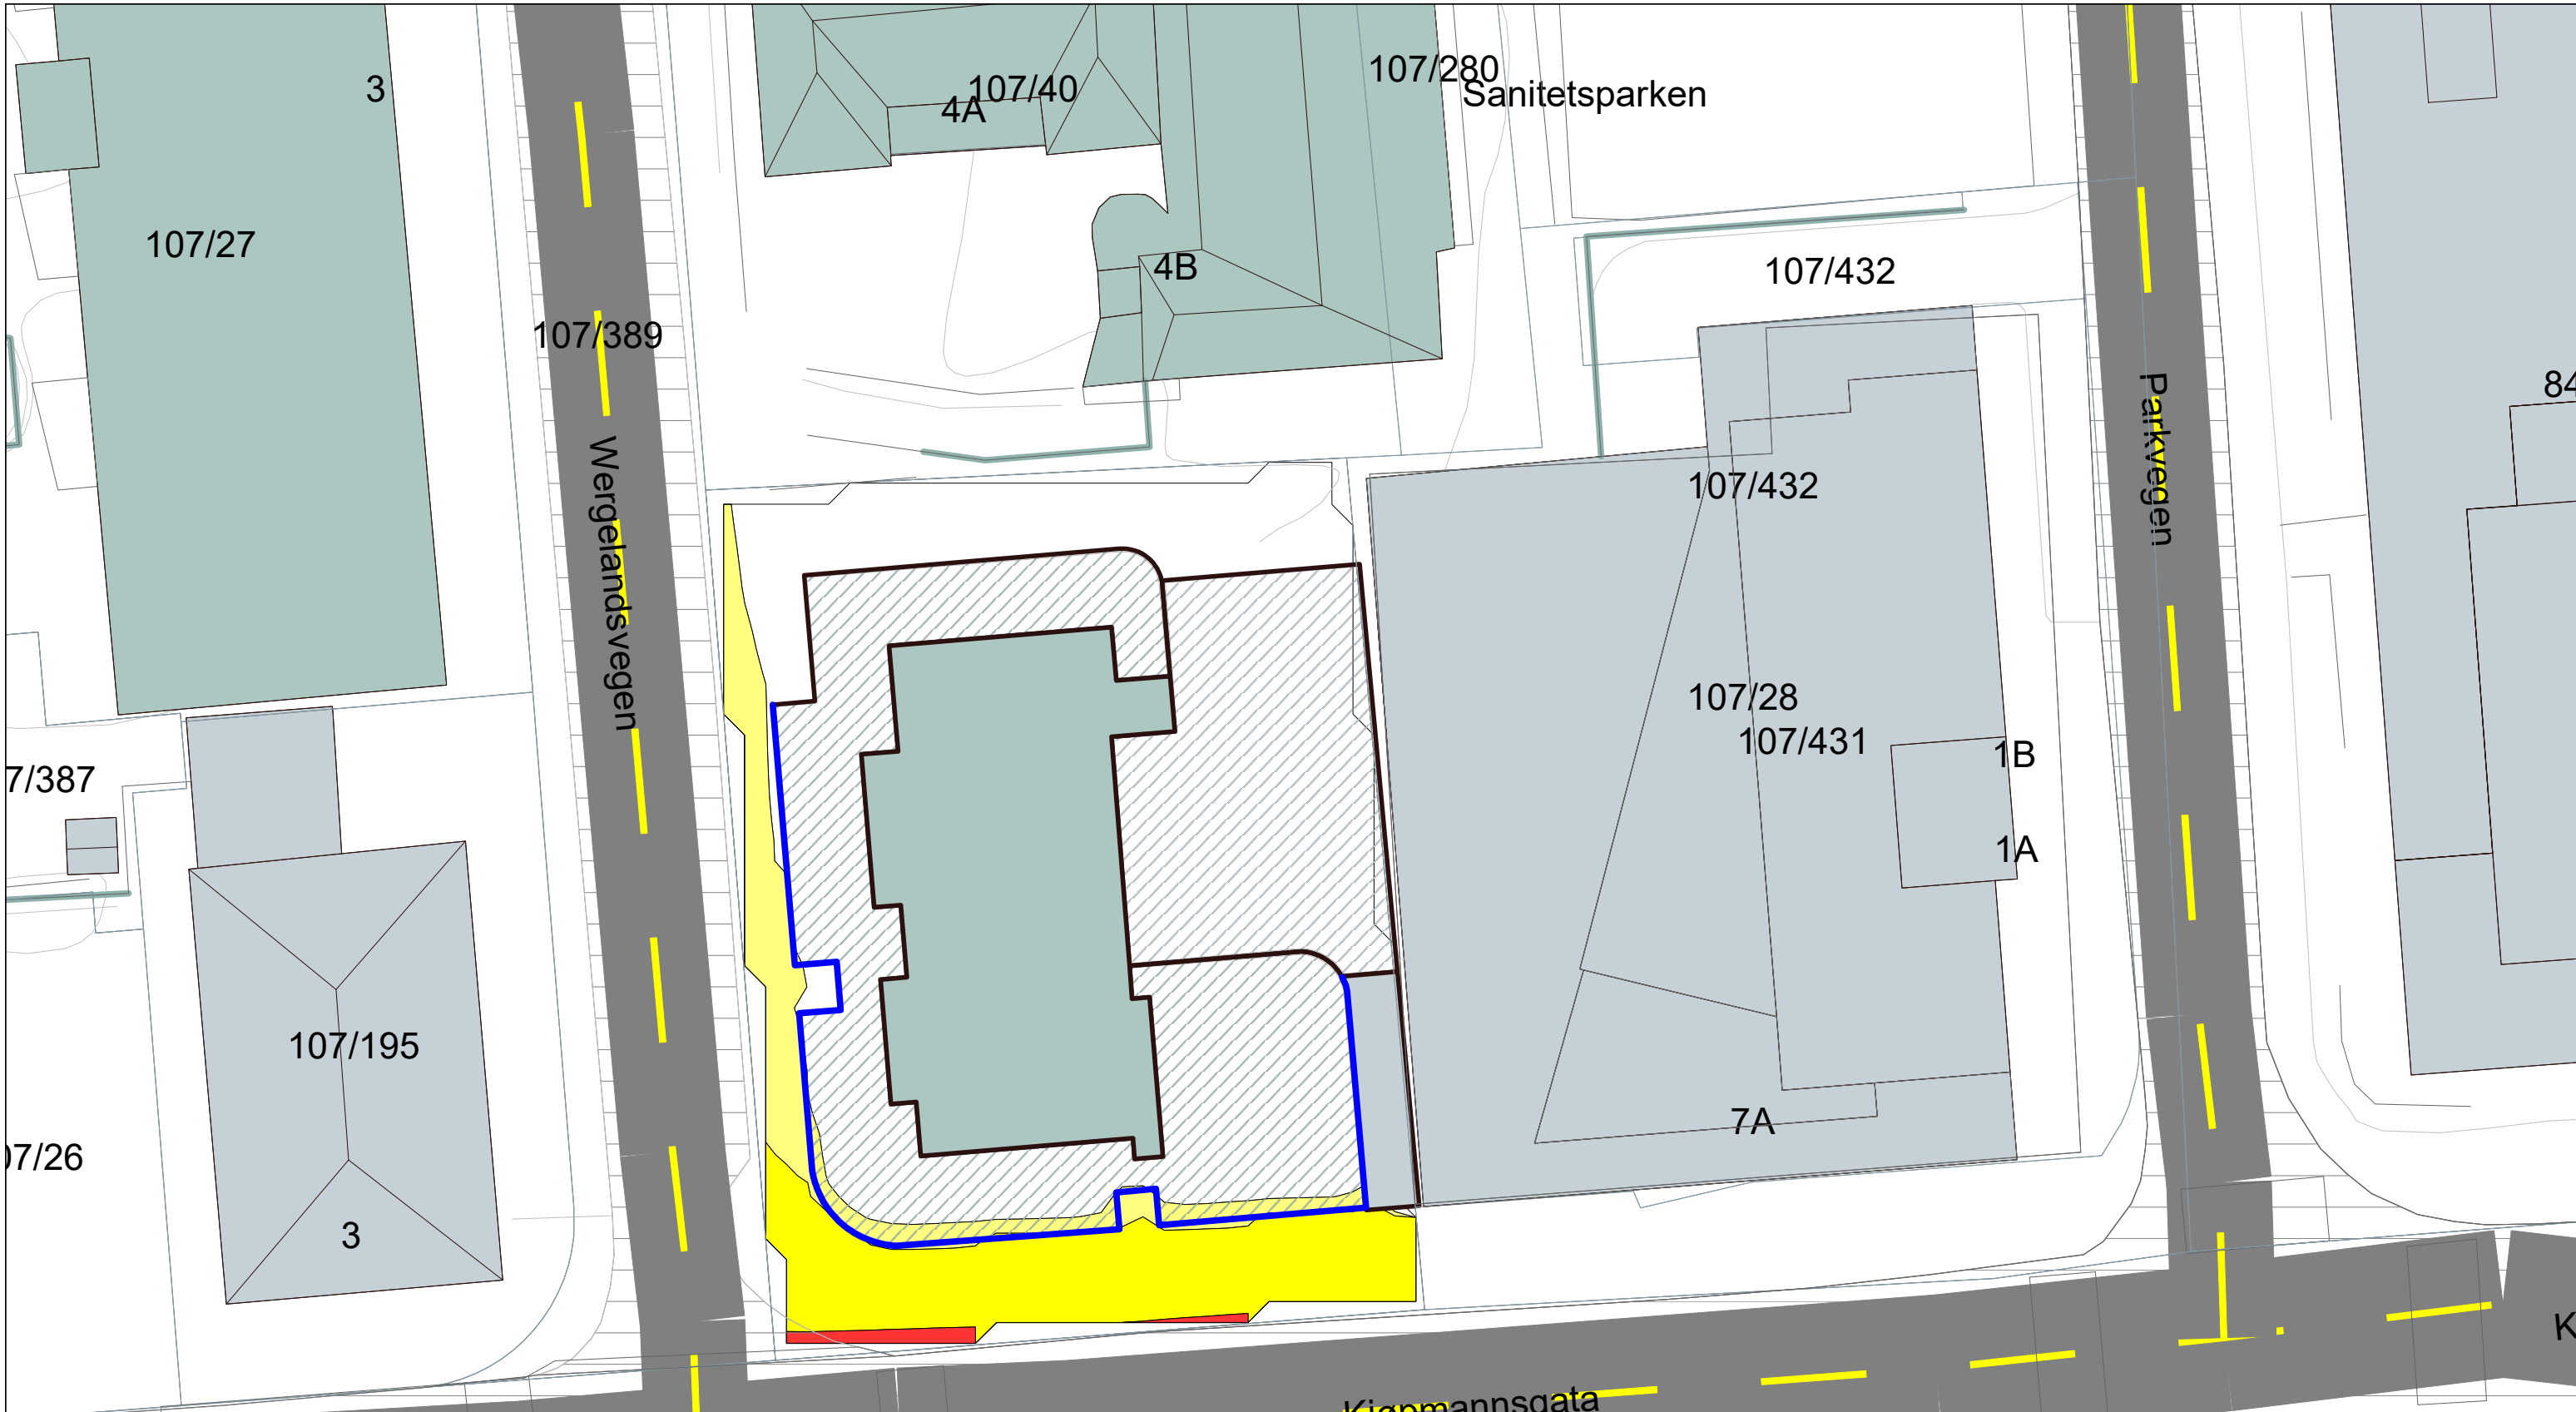 3
107/40
4A
107/280
Sanitetsparken
107/27
4B
107/432
107/389
84
Parkvegen
Wergelandsvegen
107/432
107/28
107/431
1B
7/387
1A
107/195
7A
07/26
3
K
Kjøpmannsgata